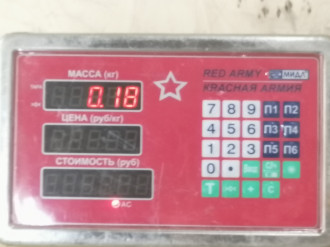 МАССА (кг)
0.18
ЦЕНА (руб/кг)
СТОИМОСТЬ (руб)
AC
RED ARMY МИДЛ
КРАСНАЯ АРМИЯ
7 8 9 П1 П2
4 5 6 П3 П4
1 2 3 П5 П6
0 •
T + C